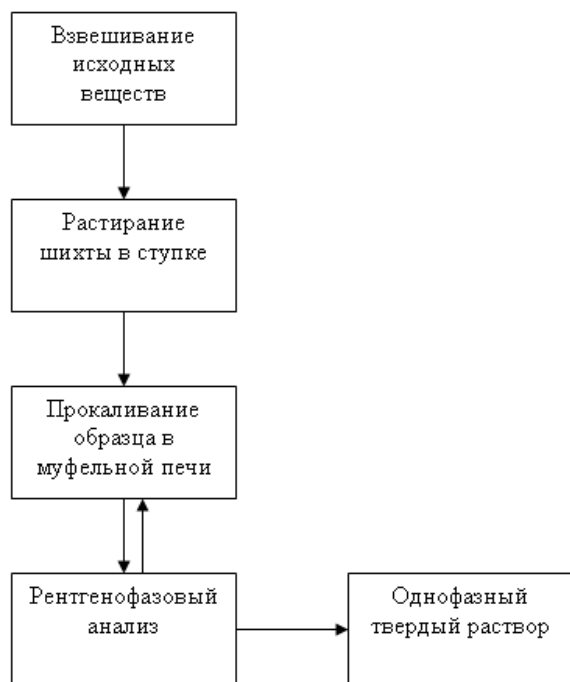 Взвешивание
исходных
веществ
Растирание
шихты в ступке
Прокаливание
образца в
муфельной печи
Рентгенофазовый
анализ
Однофазный
твердый раствор